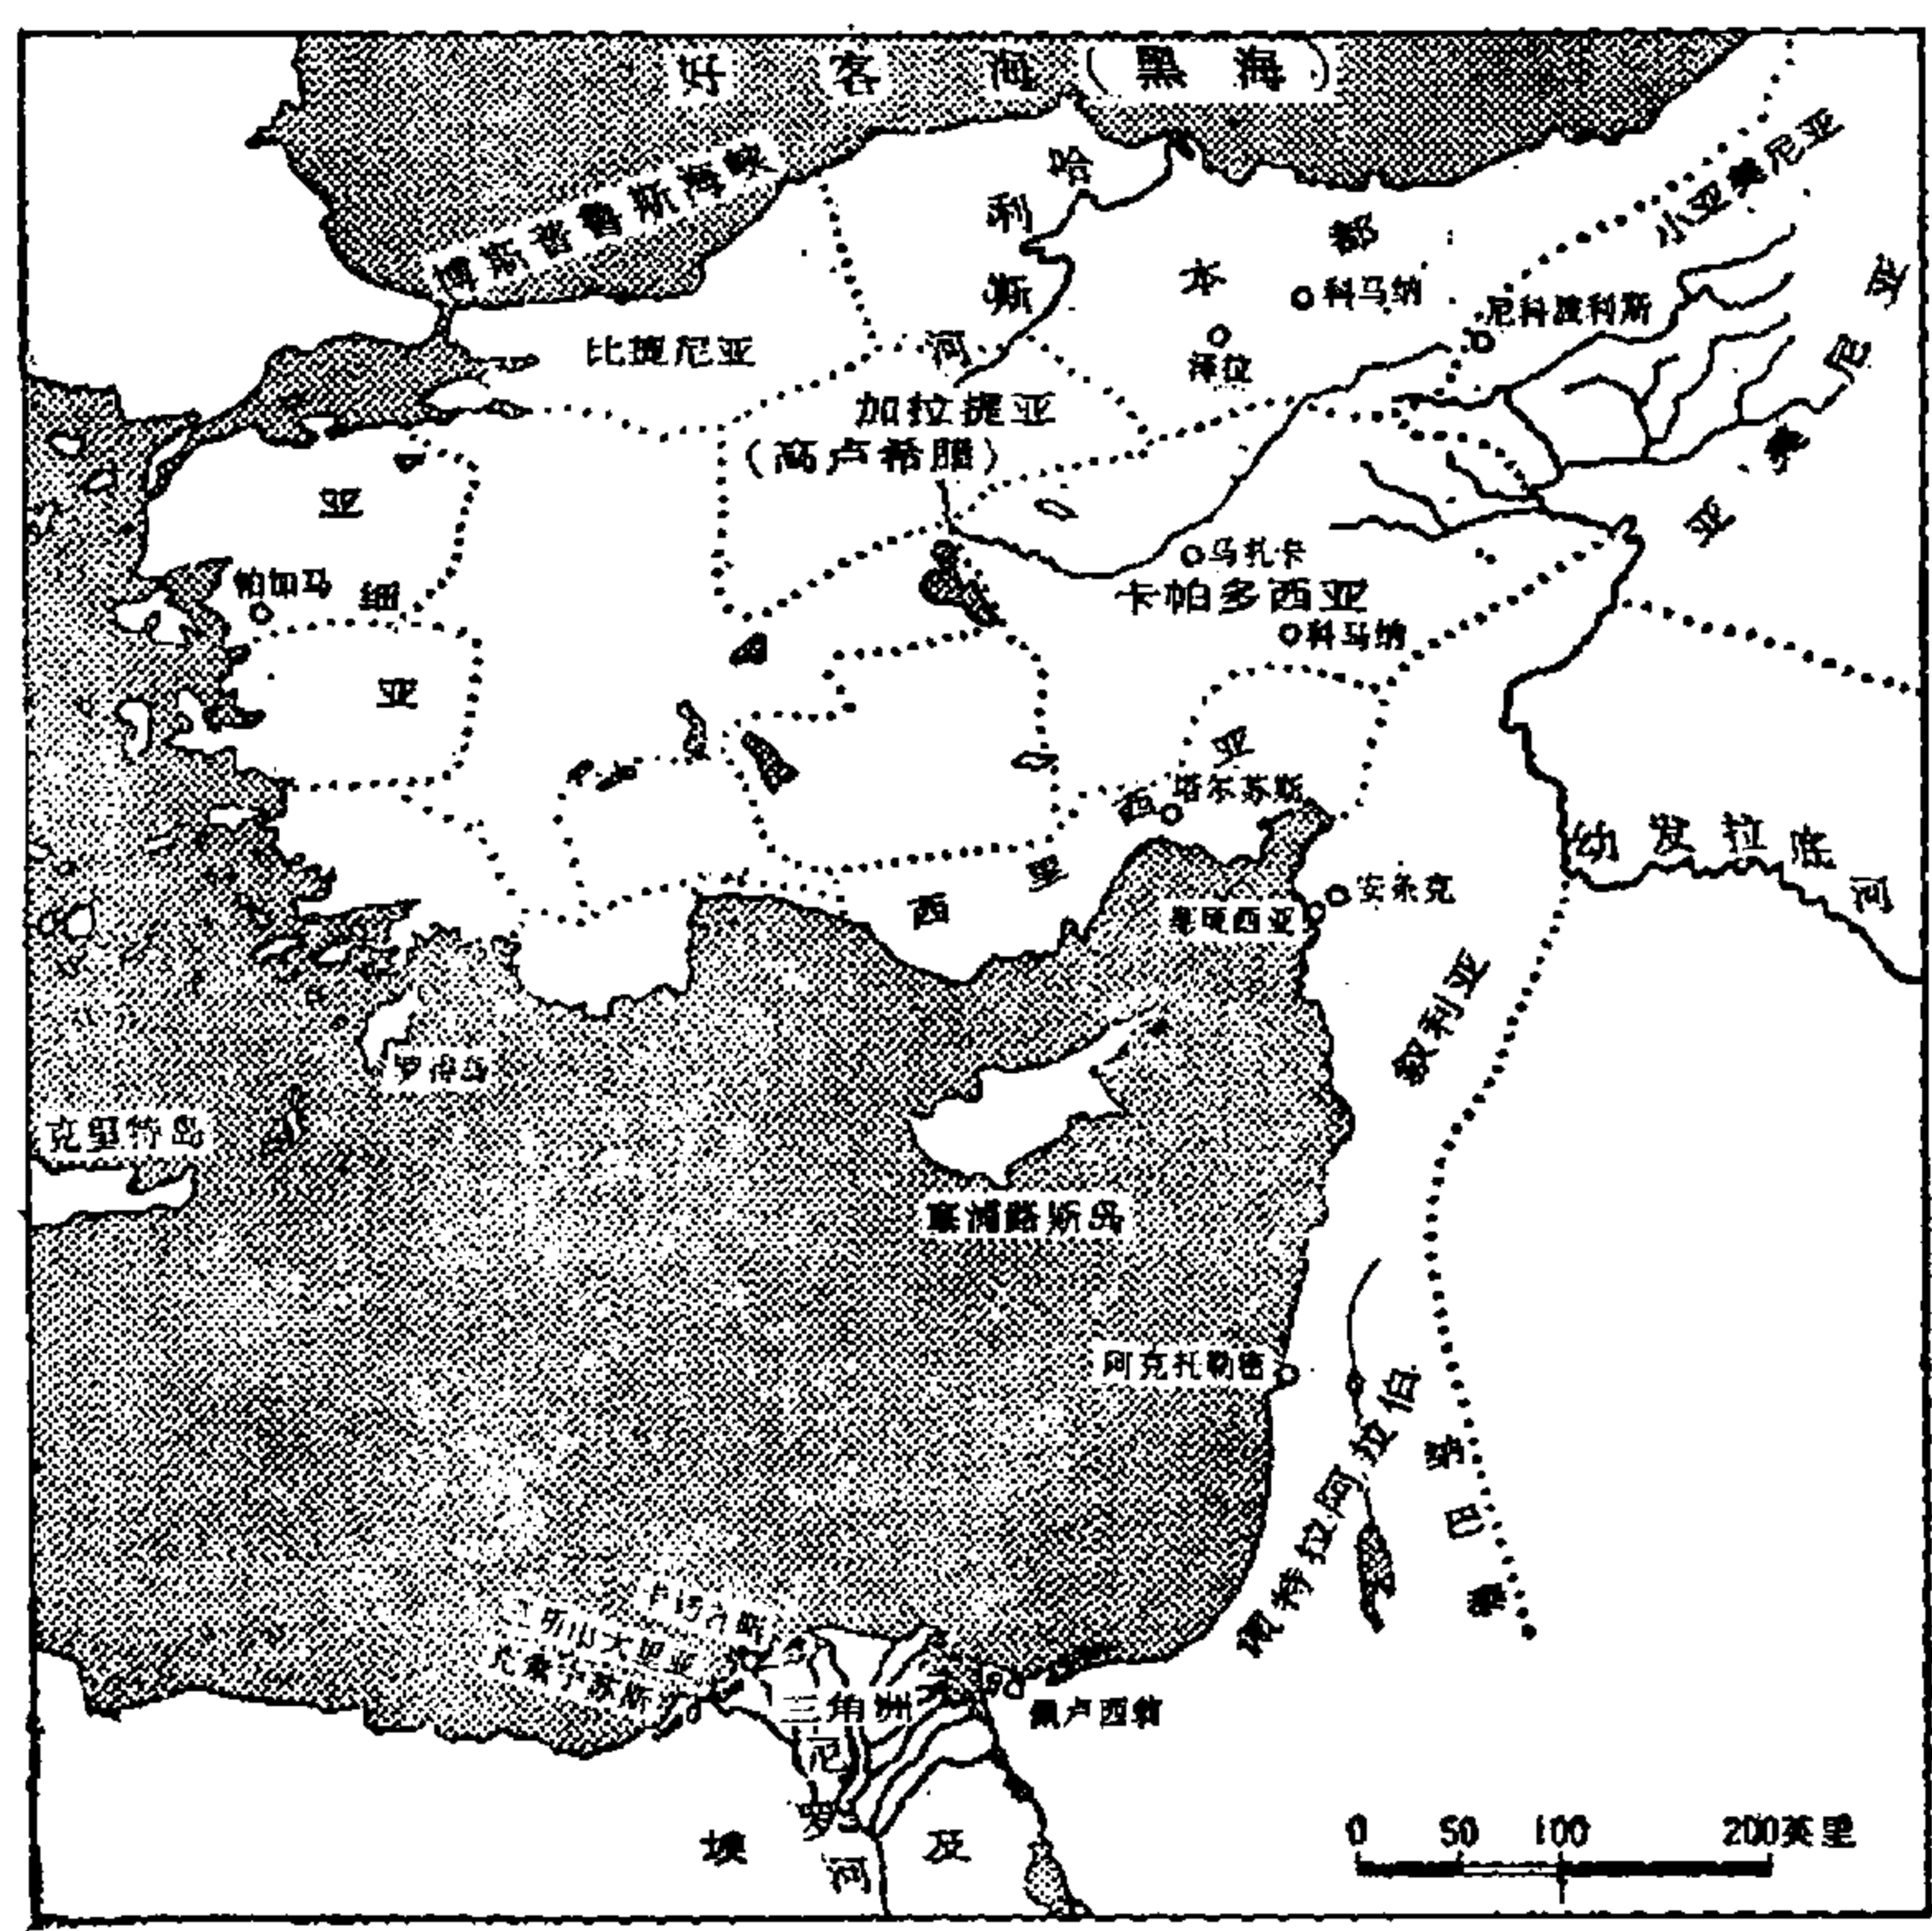 好客海（黑海）
博斯普鲁斯海峡
哈利斯河
本都
小亚美尼亚
亚美尼亚
科马纳
尼科波利斯
泽拉
比提尼亚
加拉提亚
（高卢希腊）
亚细亚
帕加马
马扎卡
卡帕多西亚
科马纳
西里西亚
塔尔苏斯
幼发拉底河
安条克
塞琉西亚
叙利亚
罗得岛
克里特岛
塞浦路斯岛
阿克托勒密
佩特拉阿拉伯
三角洲
佩卢西翁
尼罗河
埃及
0 50 100 200英里